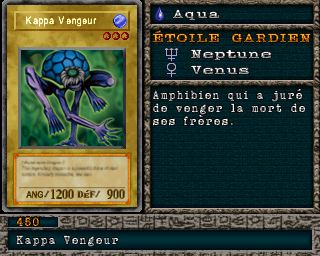 Kappa Vengeur
ANG/1200 DéF/ 900
Aqua
ÉTOILE GARDIEN
Neptune
Venus
Amphibien qui a juré
de venger la mort de
ses frères.
450
Kappa Vengeur